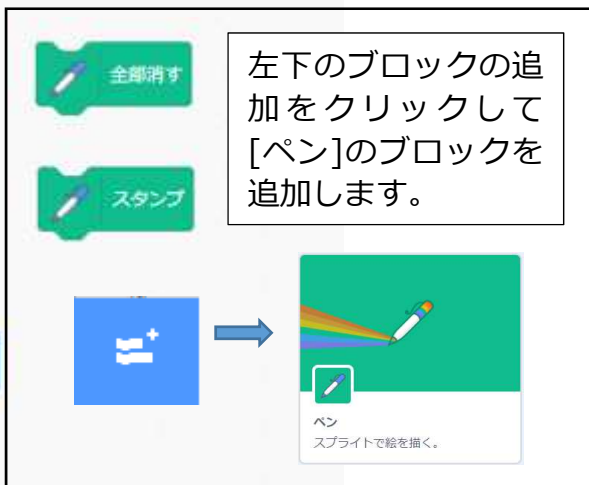 全部消す
左下のブロックの追
加をクリックして
[ペン]のブロックを
追加します。
スタンプ
ペン
スプライトで絵を描く。